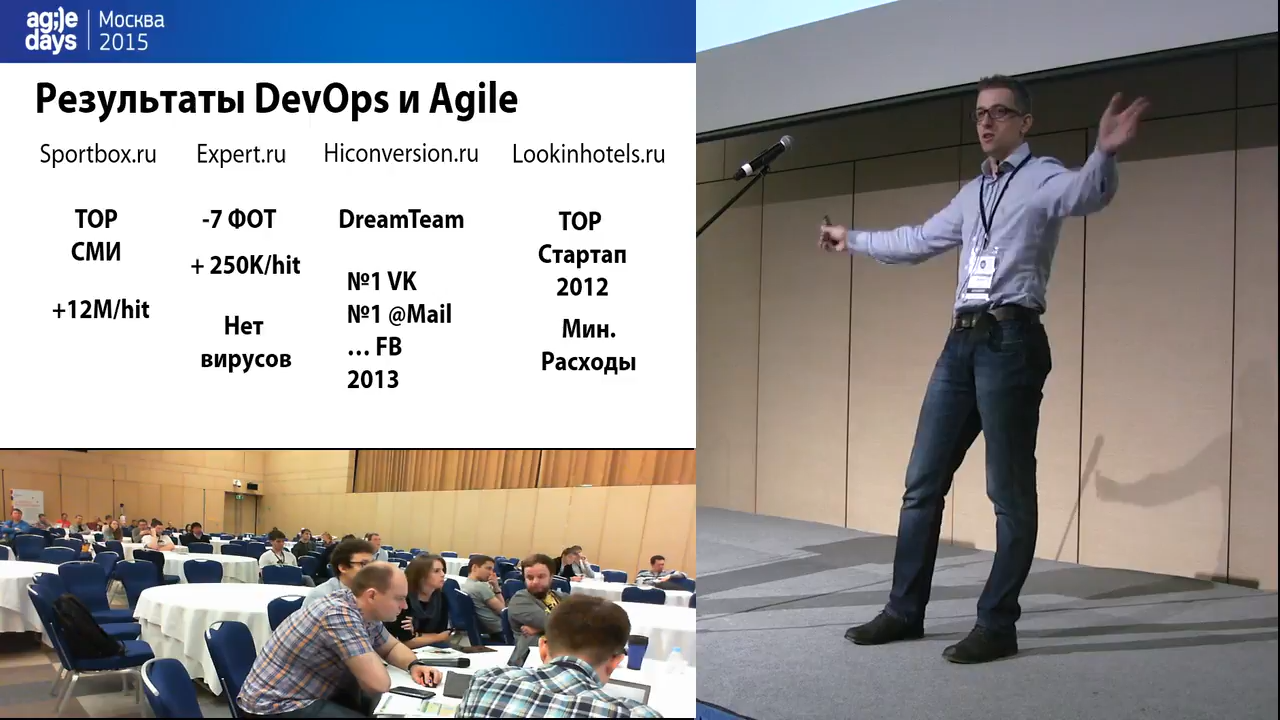 ag;)e
days
Москва
2015
Результаты DevOps и Agile
Sportbox.ru
Expert.ru
Hiconversion.ru
Lookinhotels.ru
TOP
СМИ
+12M/hit
-7 ФОТ
+ 250K/hit
Нет
вирусов
DreamTeam
№1 VK
№1 @Mail
... FB
2013
TOP
Стартап
2012
Мин.
Расходы